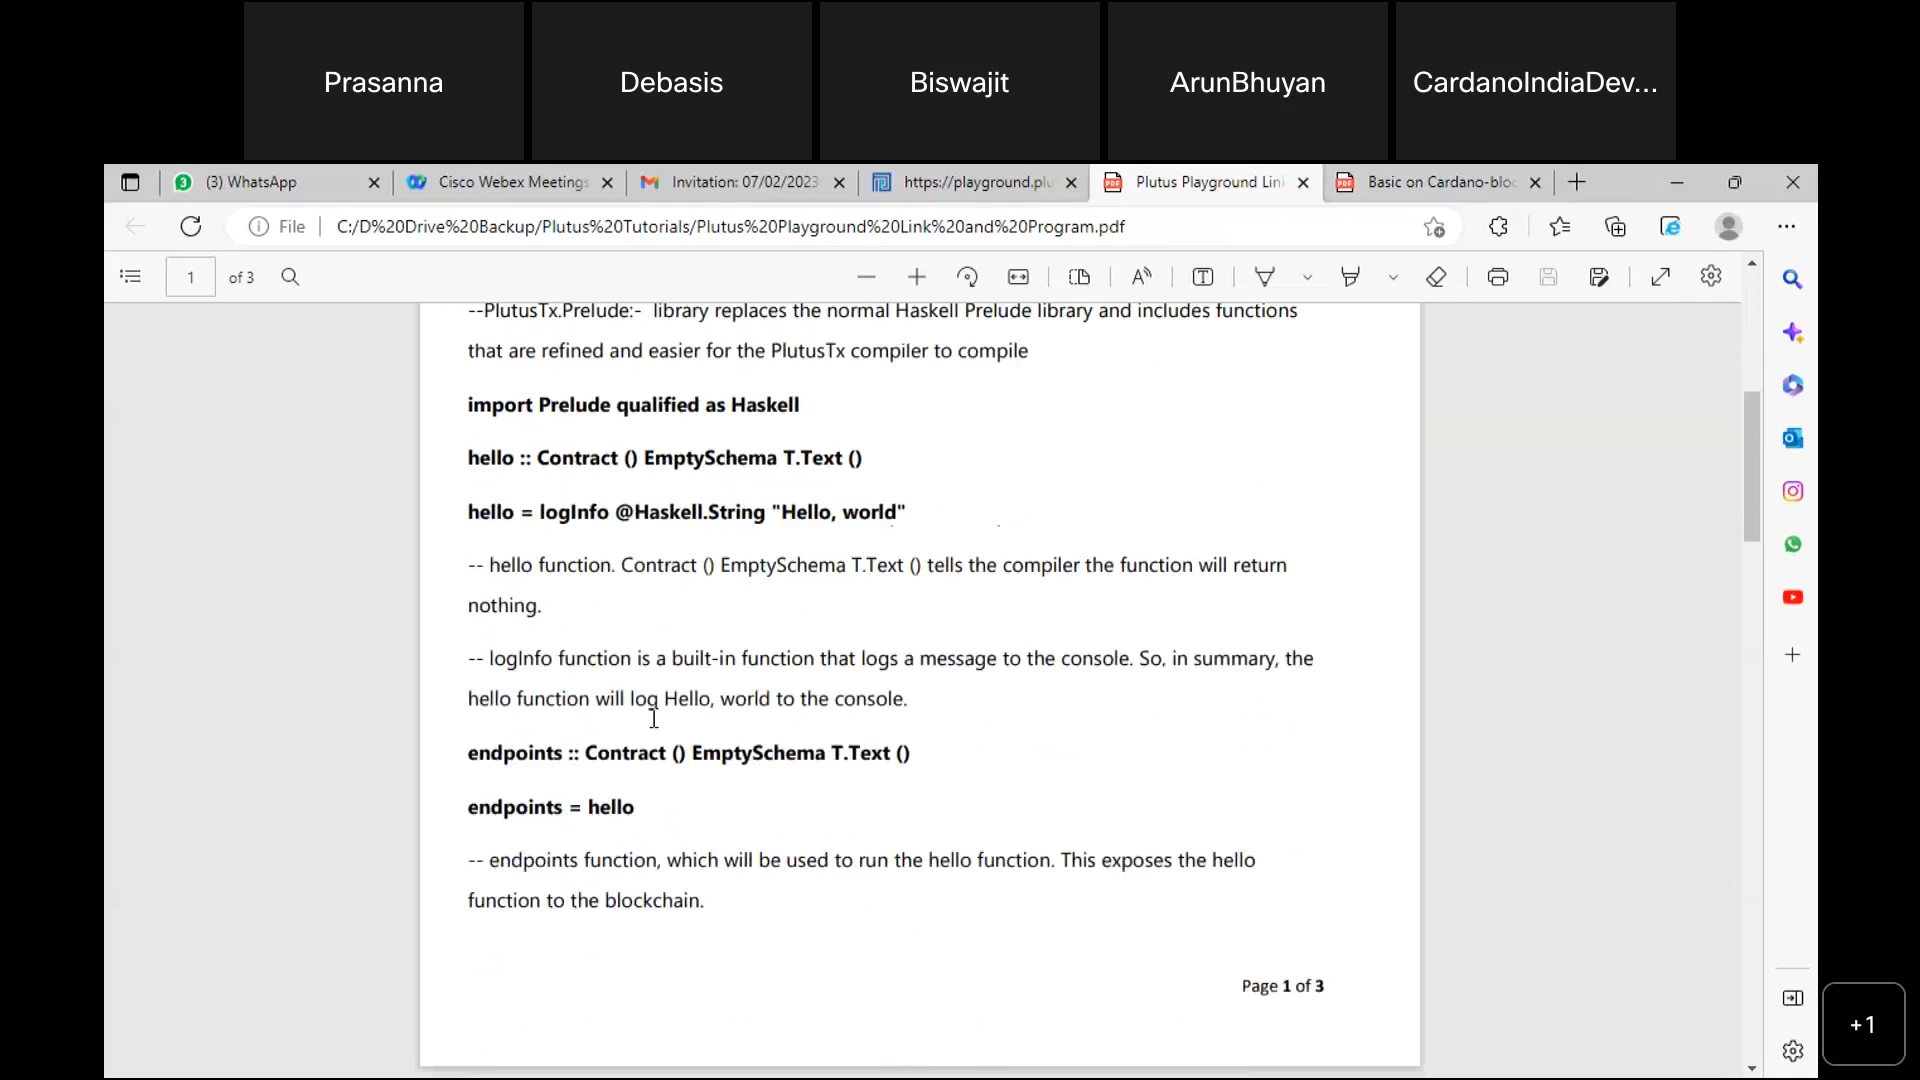 Prasanna
Debasis
Biswajit
ArunBhuyan
CardanoIndiaDev...
(3) WhatsApp
Cisco Webex Meetings
Invitation: 07/02/2023
https://playground.plu
Plutus Playground Lin
Basic on Cardano-bloc
File
C:/D%20Drive%20Backup/Plutus%20Tutorials/Plutus%20Playground%20Link%20and%20Program.pdf
1 of 3
--PlutusTx.Prelude:- library replaces the normal Haskell Prelude library and includes functions
that are refined and easier for the PlutusTx compiler to compile
import Prelude qualified as Haskell
hello :: Contract () EmptySchema T.Text ()
hello = logInfo @Haskell.String "Hello, world"
-- hello function. Contract () EmptySchema T.Text () tells the compiler the function will return
nothing.
-- logInfo function is a built-in function that logs a message to the console. So, in summary, the
hello function will log Hello, world to the console.
endpoints :: Contract () EmptySchema T.Text ()
endpoints = hello
-- endpoints function, which will be used to run the hello function. This exposes the hello
function to the blockchain.
Page 1 of 3
+1